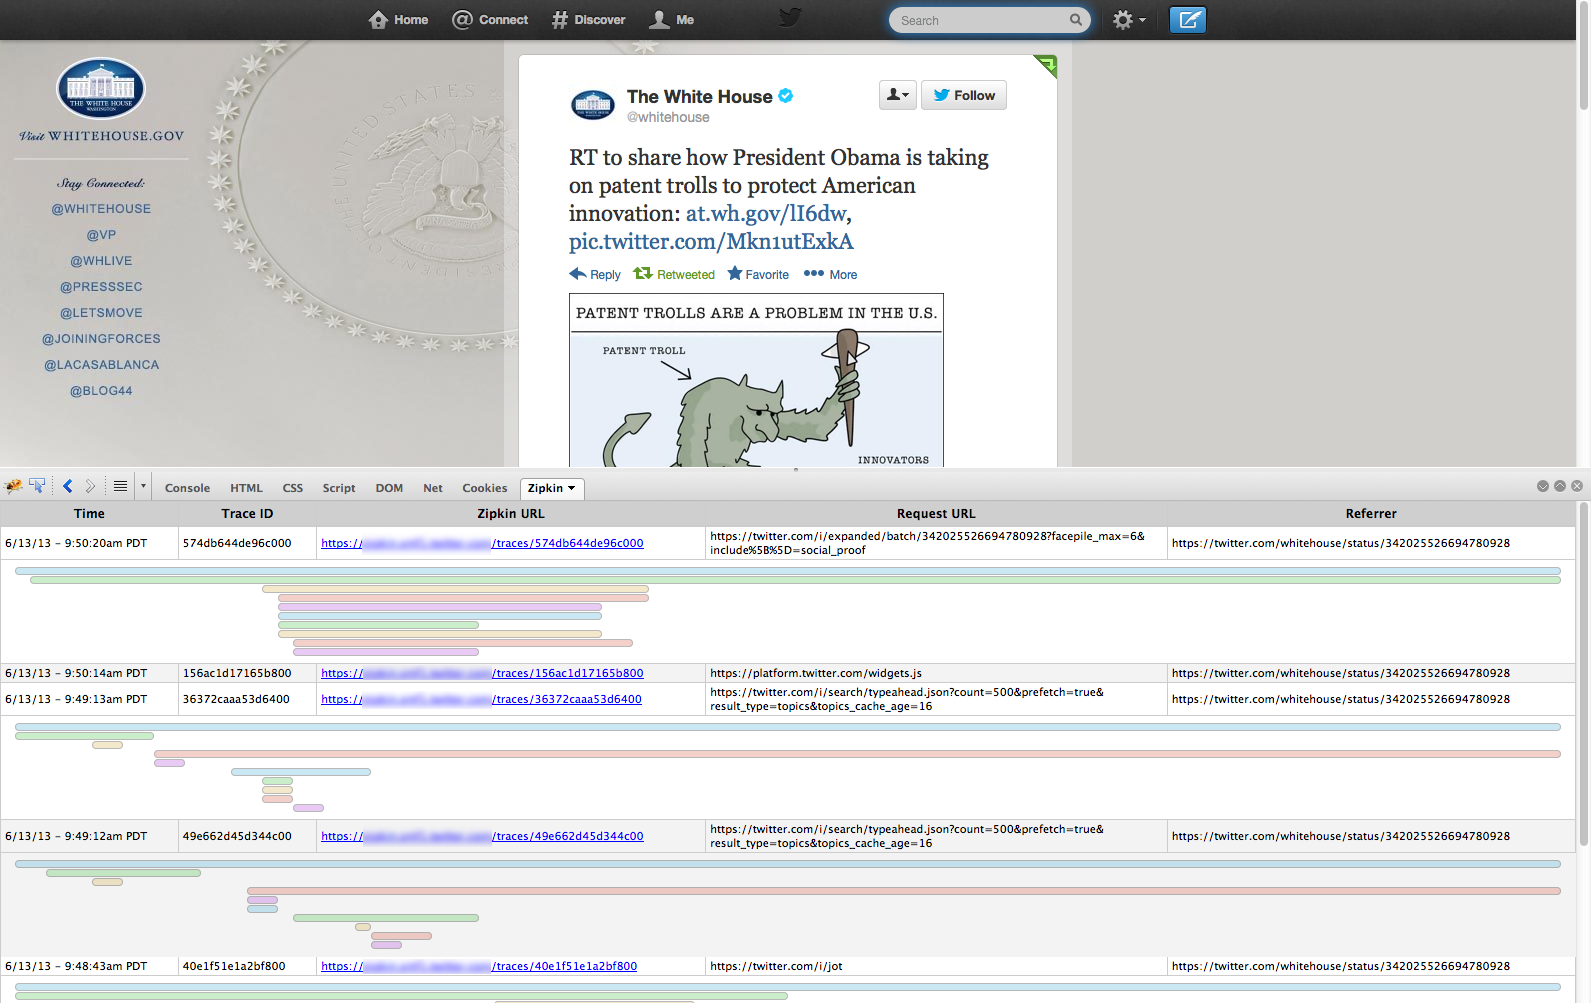 Home Connect Discover Me Search
THE WHITE HOUSE
WASHINGTON
Visit WHITEHOUSE.GOV
Stay Connected:
@WHITEHOUSE
@VP
@WHLIVE
@PRESSSEC
@LETSMOVE
@JOININGFORCES
@LACASABLANCA
@BLOG44
The White House
@whitehouse
Follow
RT to share how President Obama is taking
on patent trolls to protect American
innovation: at.wh.gov/lI6dw,
pic.twitter.com/Mkn1utExkA
Reply Retweeted Favorite More
PATENT TROLLS ARE A PROBLEM IN THE U.S.
PATENT TROLL
INNOVATORS
Console HTML CSS Script DOM Net Cookies Zipkin
Time Trace ID Zipkin URL Request URL Referrer
6/13/13 - 9:50:20am PDT 574db644de96c000 https:// /traces/574db644de96c000 https://twitter.com/i/expanded/batch/342025526694780928?facepile_max=6&
include%5B%5D=social_proof
https://twitter.com/whitehouse/status/342025526694780928
6/13/13 - 9:50:14am PDT 156ac1d17165b800 https:// /traces/156ac1d17165b800 https://platform.twitter.com/widgets.js https://twitter.com/whitehouse/status/342025526694780928
6/13/13 - 9:49:13am PDT 36372caaa53d6400 https:// /traces/36372caaa53d6400 https://twitter.com/i/search/typeahead.json?count=500&prefetch=true&
result_type=topics&topics_cache_age=16
https://twitter.com/whitehouse/status/342025526694780928
6/13/13 - 9:49:12am PDT 49e662d45d344c00 https:// /traces/49e662d45d344c00 https://twitter.com/i/search/typeahead.json?count=500&prefetch=true&
result_type=topics&topics_cache_age=16
https://twitter.com/whitehouse/status/342025526694780928
6/13/13 - 9:48:43am PDT 40e1f51e1a2bf800 https:// /traces/40e1f51e1a2bf800 https://twitter.com/i/jot https://twitter.com/whitehouse/status/342025526694780928